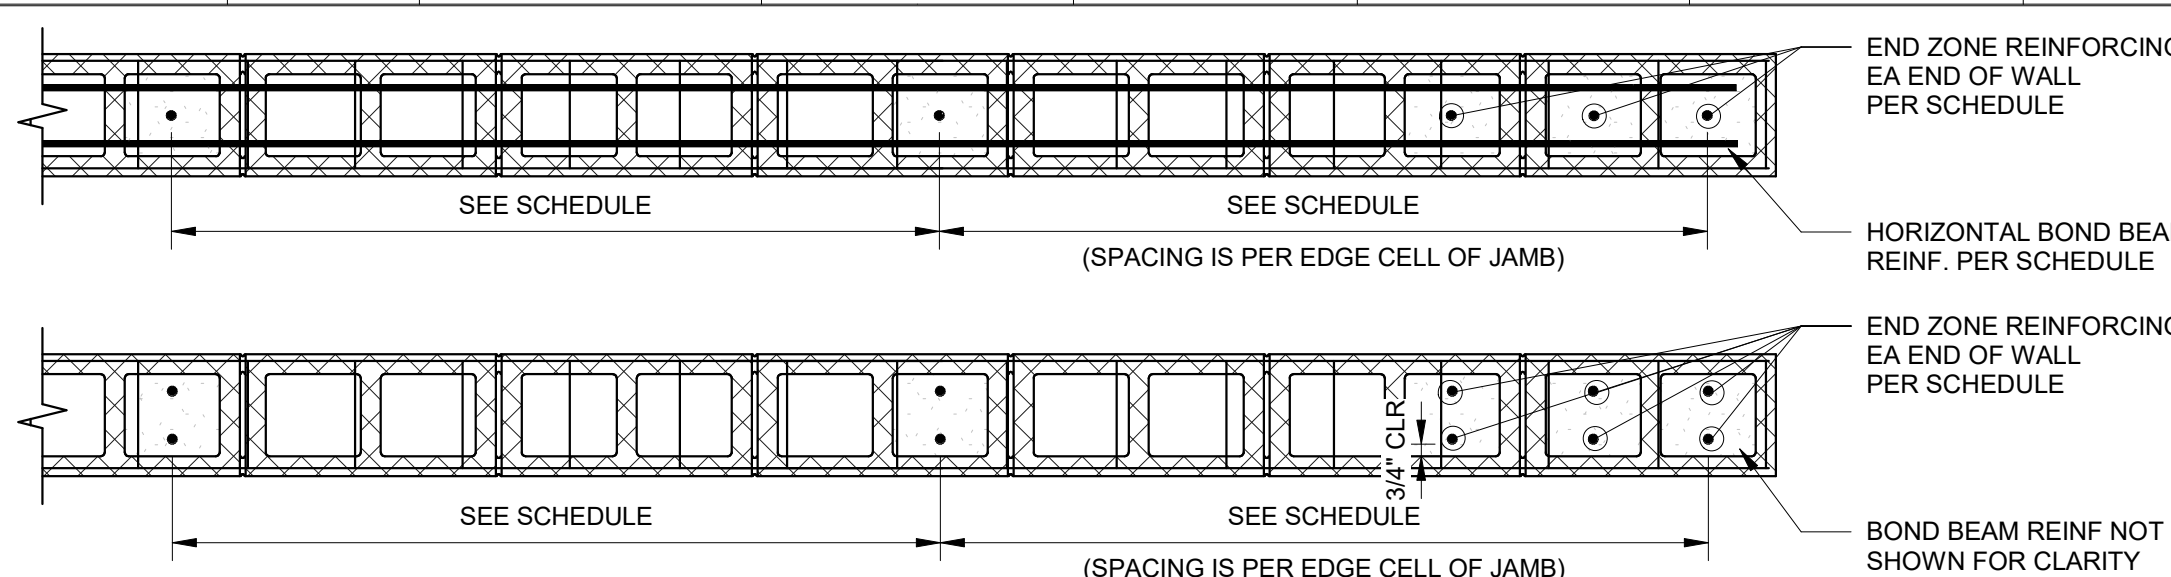 END ZONE REINFORCING
EA END OF WALL
PER SCHEDULE
SEE SCHEDULE
SEE SCHEDULE
(SPACING IS PER EDGE CELL OF JAMB)
HORIZONTAL BOND BEA
REINF. PER SCHEDULE
END ZONE REINFORCING
EA END OF WALL
PER SCHEDULE
3/4" CLR
SEE SCHEDULE
SEE SCHEDULE
(SPACING IS PER EDGE CELL OF JAMB)
BOND BEAM REINF NOT
SHOWN FOR CLARITY